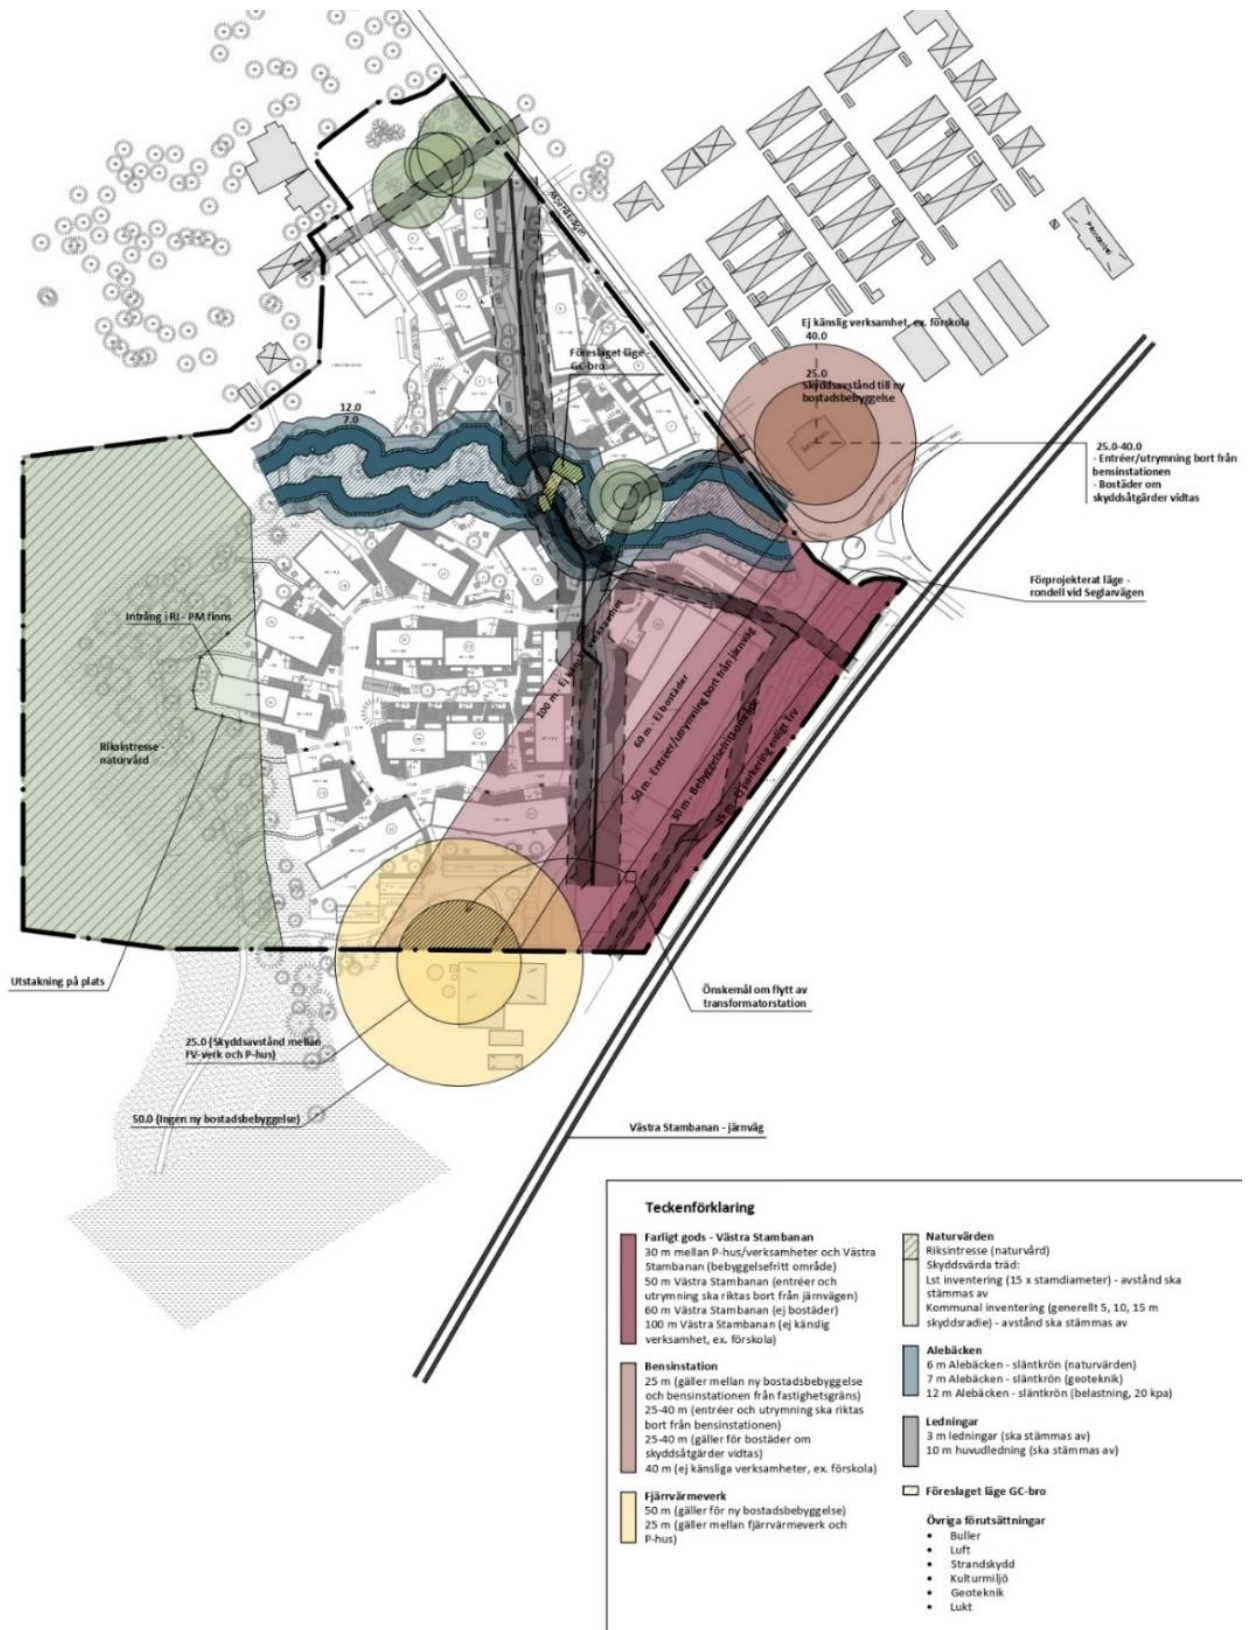 Ej känslig verksamhet, ex. förskola
40.0
25.0
Skyddsavstånd till ny
bostadsbebyggelse
Föreslaget läge -
GC-bro
12.0
7.0
25.0-40.0
- Entréer/utrymning bort från
bensinstationen
- Bostäder om
skyddsåtgärder vidtas
Förprojekterat läge -
rondell vid Seglarvägen
Intrång i RI - PM finns
100 m - Ej
verksamhet
60 m - Ej bostäder
50 m - Entréer/utrymning bort från järnväg
30 m - Bebyggelsefritt område
15 m - Ej parkering enligt Trv
Riksintresse -
naturvård
Utstakning på plats
Önskemål om flytt av
transformatorstation
25.0 (Skyddsavstånd mellan
FV-verk och P-hus)
50.0 (Ingen ny bostadsbebyggelse)
Västra Stambanan - järnväg
Teckenförklaring
Farligt gods - Västra Stambanan
30 m mellan P-hus/verksamheter och Västra
Stambanan (bebyggelsefritt område)
50 m Västra Stambanan (entréer och
utrymning ska riktas bort från järnvägen)
60 m Västra Stambanan (ej bostäder)
100 m Västra Stambanan (ej känslig
verksamhet, ex. förskola)
Bensinstation
25 m (gäller mellan ny bostadsbebyggelse
och bensinstationen från fastighetsgräns)
25-40 m (entréer och utrymning ska riktas
bort från bensinstationen)
25-40 m (gäller för bostäder om
skyddsåtgärder vidtas)
40 m (ej känsliga verksamheter, ex. förskola)
Fjärrvärmeverk
50 m (gäller för ny bostadsbebyggelse)
25 m (gäller mellan fjärrvärmeverk och
P-hus)
Naturvärden
Riksintresse (naturvård)
Skyddsvärda träd:
Lst inventering (15 x stamdiameter) - avstånd ska
stämmas av
Kommunal inventering (generellt 5, 10, 15 m
skyddsradie) - avstånd ska stämmas av
Alebäcken
6 m Alebäcken - släntkrön (naturvärden)
7 m Alebäcken - släntkrön (geoteknik)
12 m Alebäcken - släntkrön (belastning, 20 kpa)
Ledningar
3 m ledningar (ska stämmas av)
10 m huvudledning (ska stämmas av)
Föreslaget läge GC-bro
Övriga förutsättningar
• Buller
• Luft
• Strandskydd
• Kulturmiljö
• Geoteknik
• Lukt